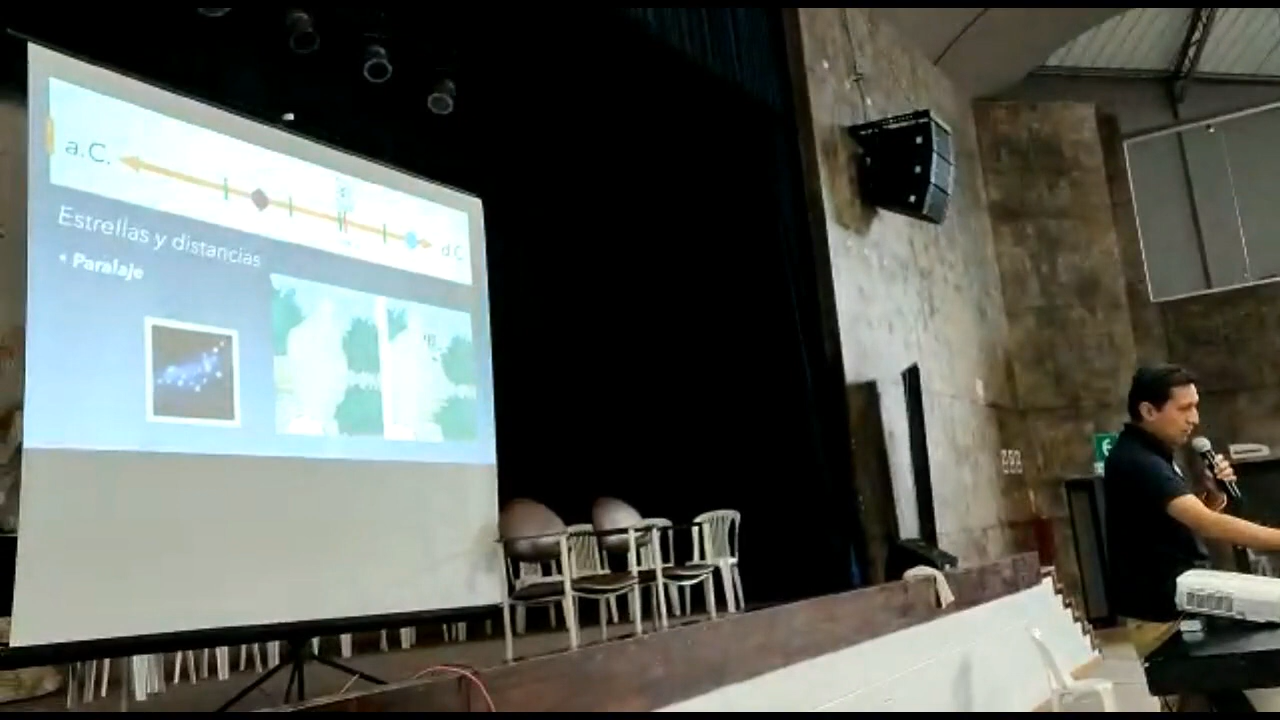 a.C.
d.C.
Estrellas y distancias
• Paralaje